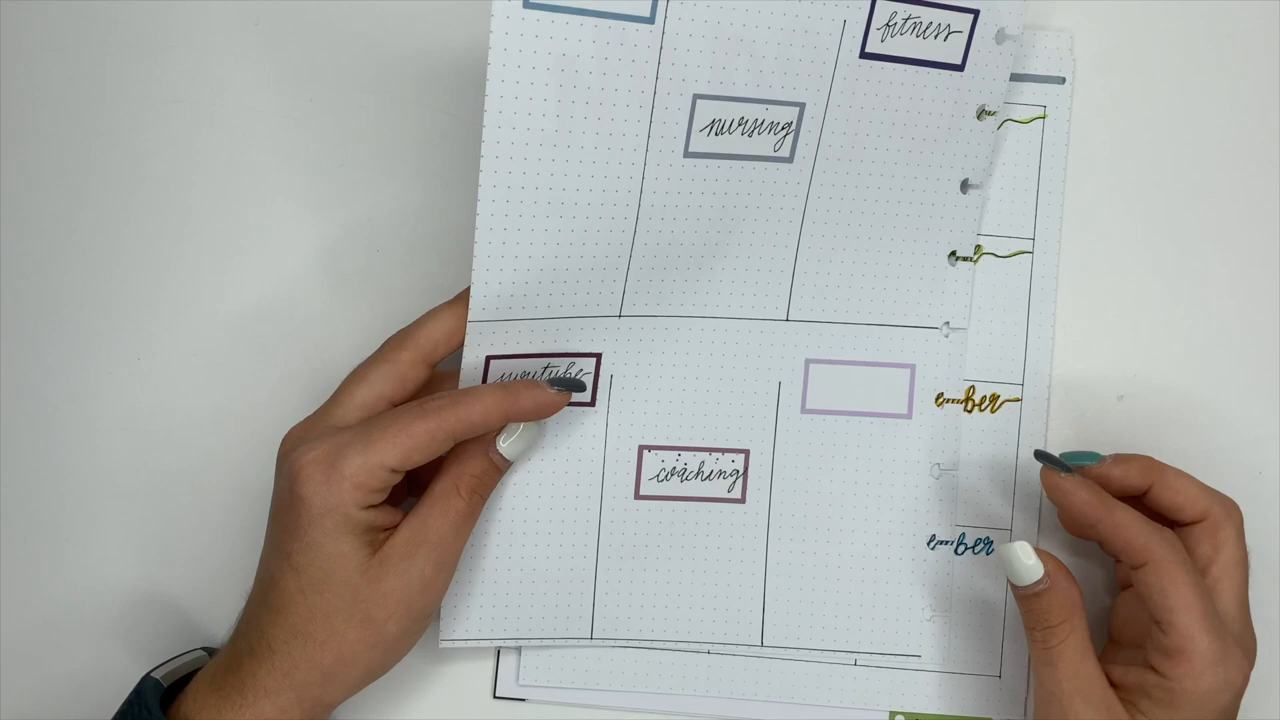 fitness
nursing
youtube
coaching
ber
ber